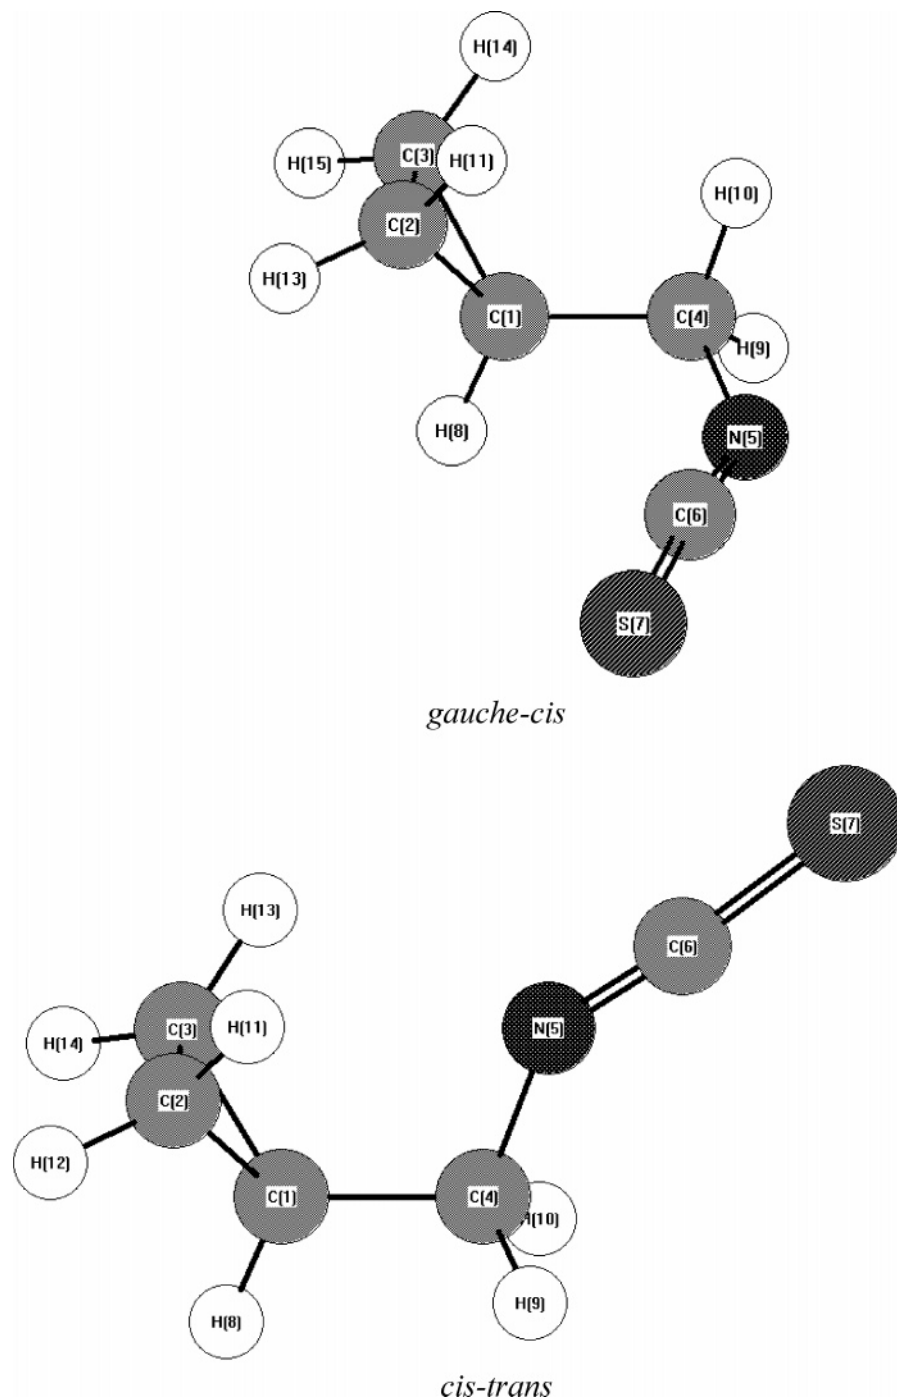 H(14)
H(15)
C(3)
H(11)
H(10)
C(2)
H(13)
C(1)
C(4)
H(9)
H(8)
N(5)
C(6)
S(7)
gauche-cis
S(7)
H(13)
C(6)
H(14)
C(3)
H(11)
N(5)
C(2)
H(12)
C(1)
C(4)
H(10)
H(8)
H(9)
cis-trans